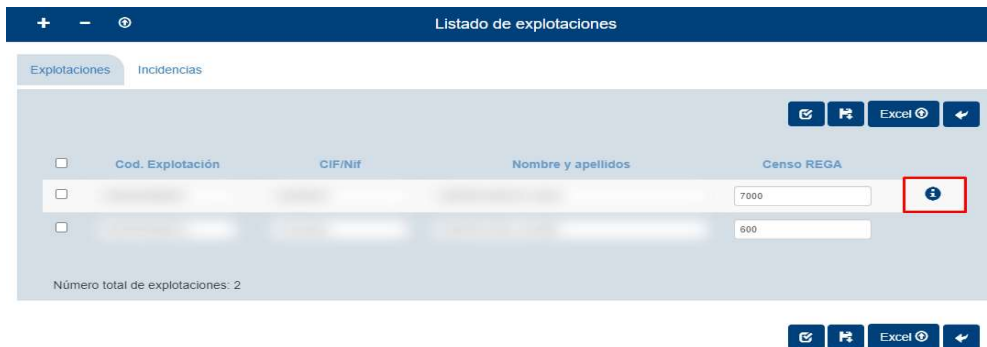 Listado de explotaciones
Explotaciones Incidencias
Excel
Cod. Explotación CIF/Nif Nombre y apellidos Censo REGA
7000
600
Número total de explotaciones: 2
Excel